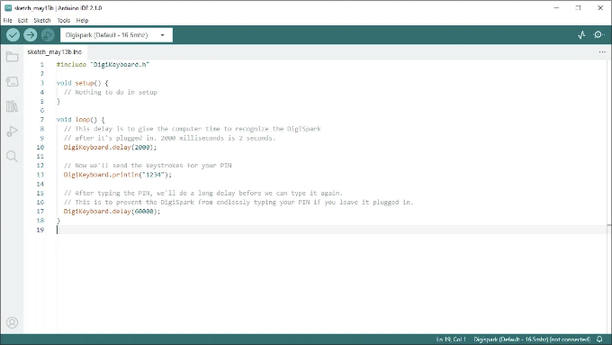 sketch_may13b | Arduino IDE 2.1.0
File Edit Sketch Tools Help
Digispark (Default - 16.5mhz)
sketch_may13b.ino
1 #include "DigiKeyboard.h"
2
3 void setup() {
4 // Nothing to do in setup
5 }
6
7 void loop() {
8 // This delay is to give the computer time to recognize the DigiSpark
9 // after it's plugged in. 2000 milliseconds is 2 seconds.
10 DigiKeyboard.delay(2000);
11
12 // Now we'll send the keystrokes for your PIN
13 DigiKeyboard.println("1234");
14
15 // After typing the PIN, we'll do a long delay before we can type it again.
16 // This is to prevent the DigiSpark from endlessly typing your PIN if you leave it plugged in.
17 DigiKeyboard.delay(60000);
18 }
19
Ln 19, Col 1 Digispark (Default - 16.5mhz) [not connected]